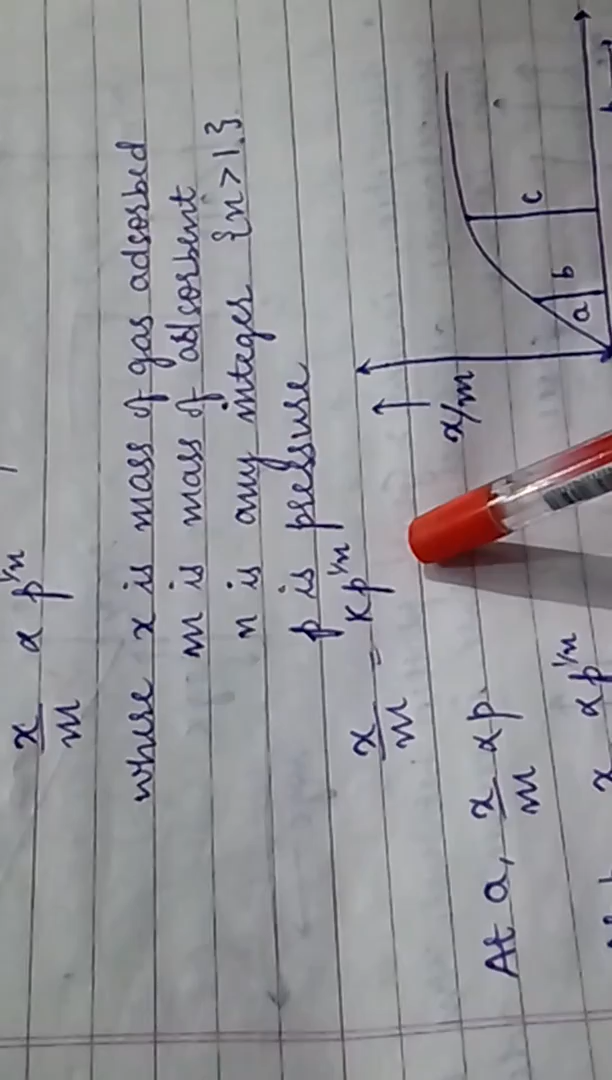 x/m α p^1/n
where x is mass of gas adsorbed
m is mass of adsorbent
n is any integer {n>1.}
p is pressure
x/m = Kp^1/n
x/m
a b c
At a, x/m α p.
x α p^1/n